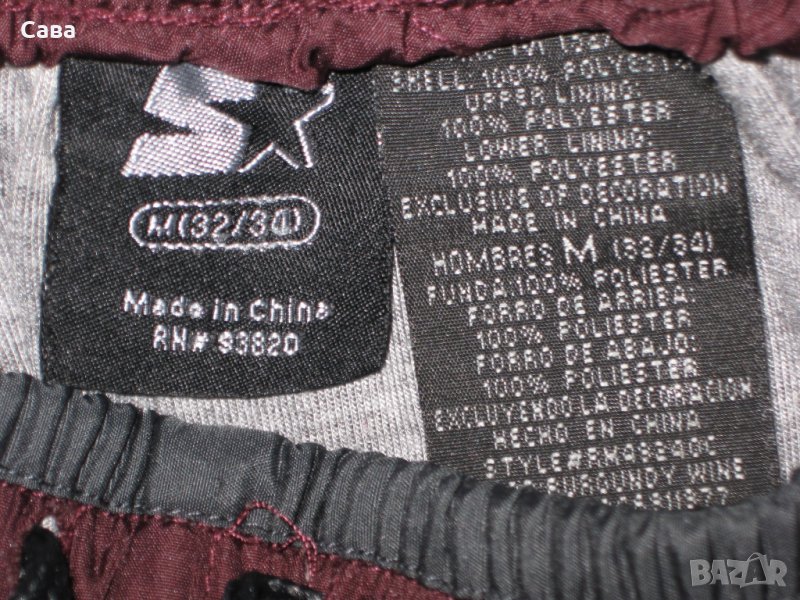 Сава
M(32/34)
Made in China
RN# 93820
SHELL: 100% POLYESTER
UPPER LINING:
100% POLYESTER
LOWER LINING:
100% POLYESTER
EXCLUSIVE OF DECORATION
MADE IN CHINA
HOMBRES M (32/34)
FUNDA 100% POLIESTER
FORRO DE ARRIBA:
100% POLIESTER
FORRO DE ABAJO:
100% POLIESTER
EXCLUYENDO LA DECORACION
HECHO EN CHINA
BURGUNDY WINE
BAZAR